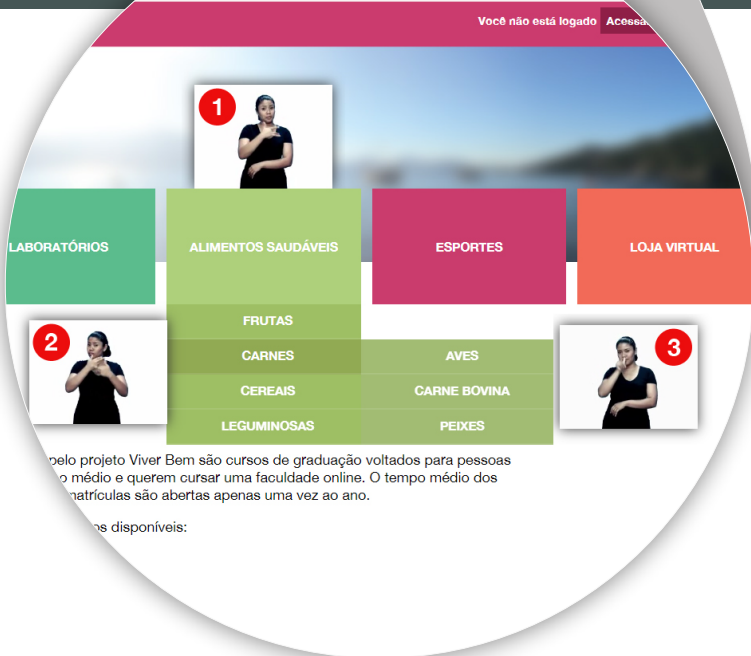 Você não está logado Acessa
1
LABORATÓRIOS
ALIMENTOS SAUDÁVEIS
ESPORTES
LOJA VIRTUAL
FRUTAS
2
CARNES
AVES
3
CEREAIS
CARNE BOVINA
LEGUMINOSAS
PEIXES
pelo projeto Viver Bem são cursos de graduação voltados para pessoas
médio e querem cursar uma faculdade online. O tempo médio dos
matrículas são abertas apenas uma vez ao ano.
disponíveis: